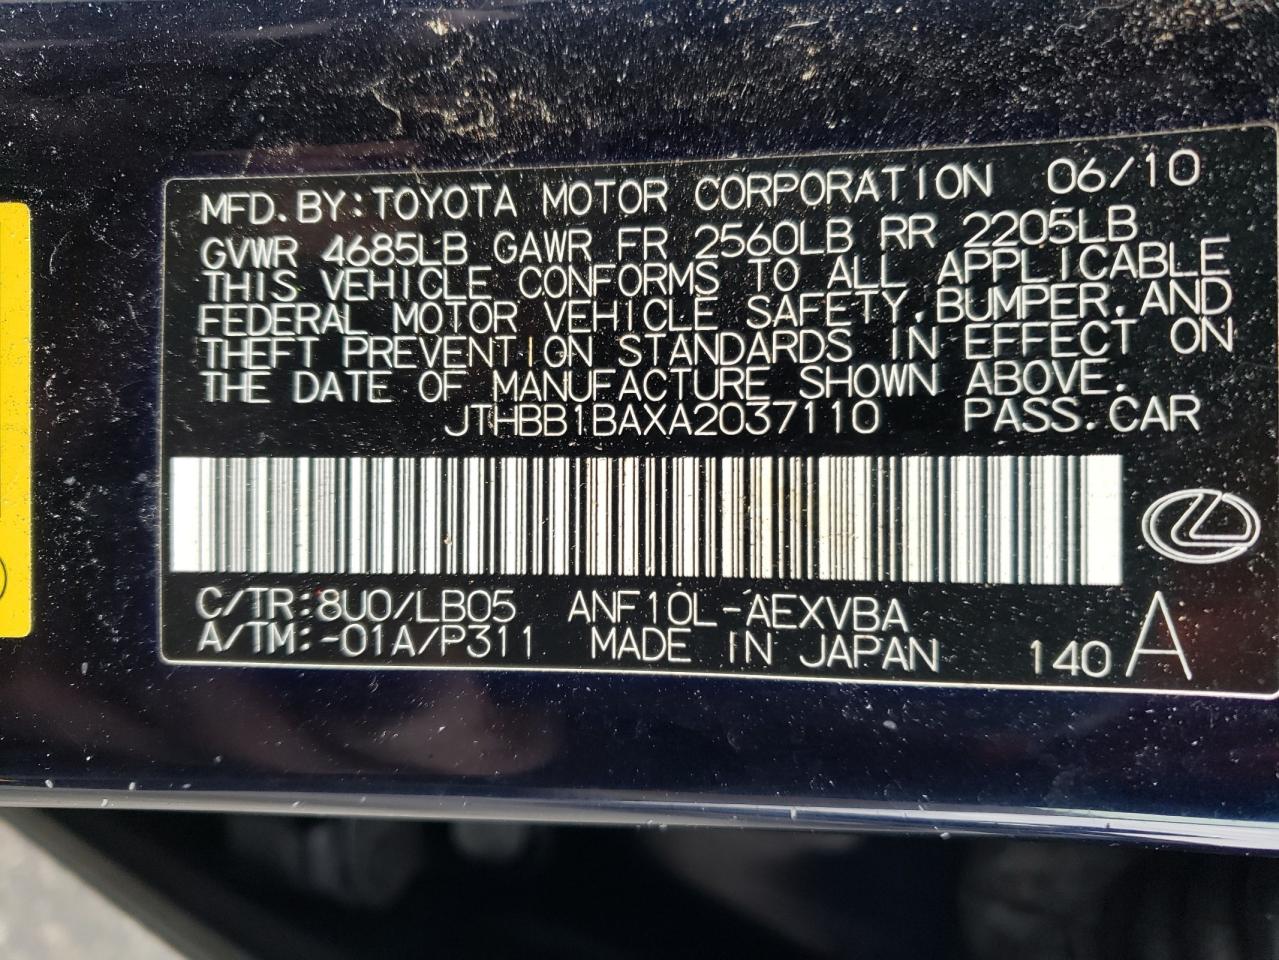 MFD.BY:TOYOTA MOTOR CORPORATION 06/10
GVWR 4685LB GAWR FR 2560LB RR 2205LB
THIS VEHICLE CONFORMS TO ALL APPLICABLE
FEDERAL MOTOR VEHICLE SAFETY,BUMPER,AND
THEFT PREVENTION STANDARDS IN EFFECT ON
THE DATE OF MANUFACTURE SHOWN ABOVE.
JTHBB1BAXA2037110 PASS.CAR
C/TR:8U0/LB05 ANF10L-AEXVBA
A/TM:-01A/P311 MADE IN JAPAN 140 A